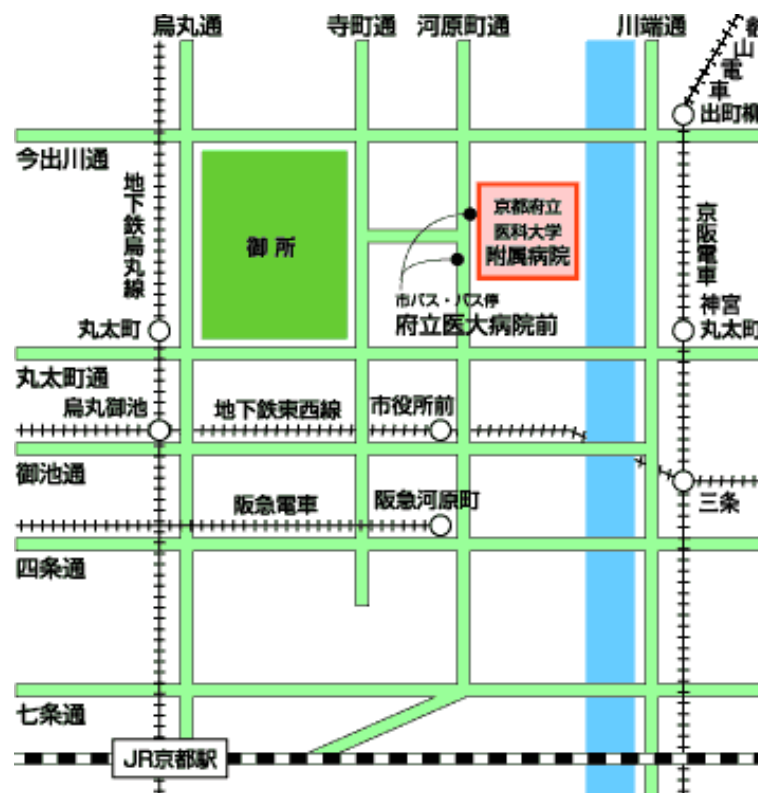 烏丸通
寺町通
河原町通
川端通
叡山電車
出町柳
今出川通
地下鉄烏丸線
御所
京都府立
医科大学
附属病院
京阪電車
市バス・バス停
府立医大病院前
神宮
丸太町
丸太町
丸太町通
烏丸御池
地下鉄東西線
市役所前
御池通
阪急電車
阪急河原町
三条
四条通
七条通
JR京都駅